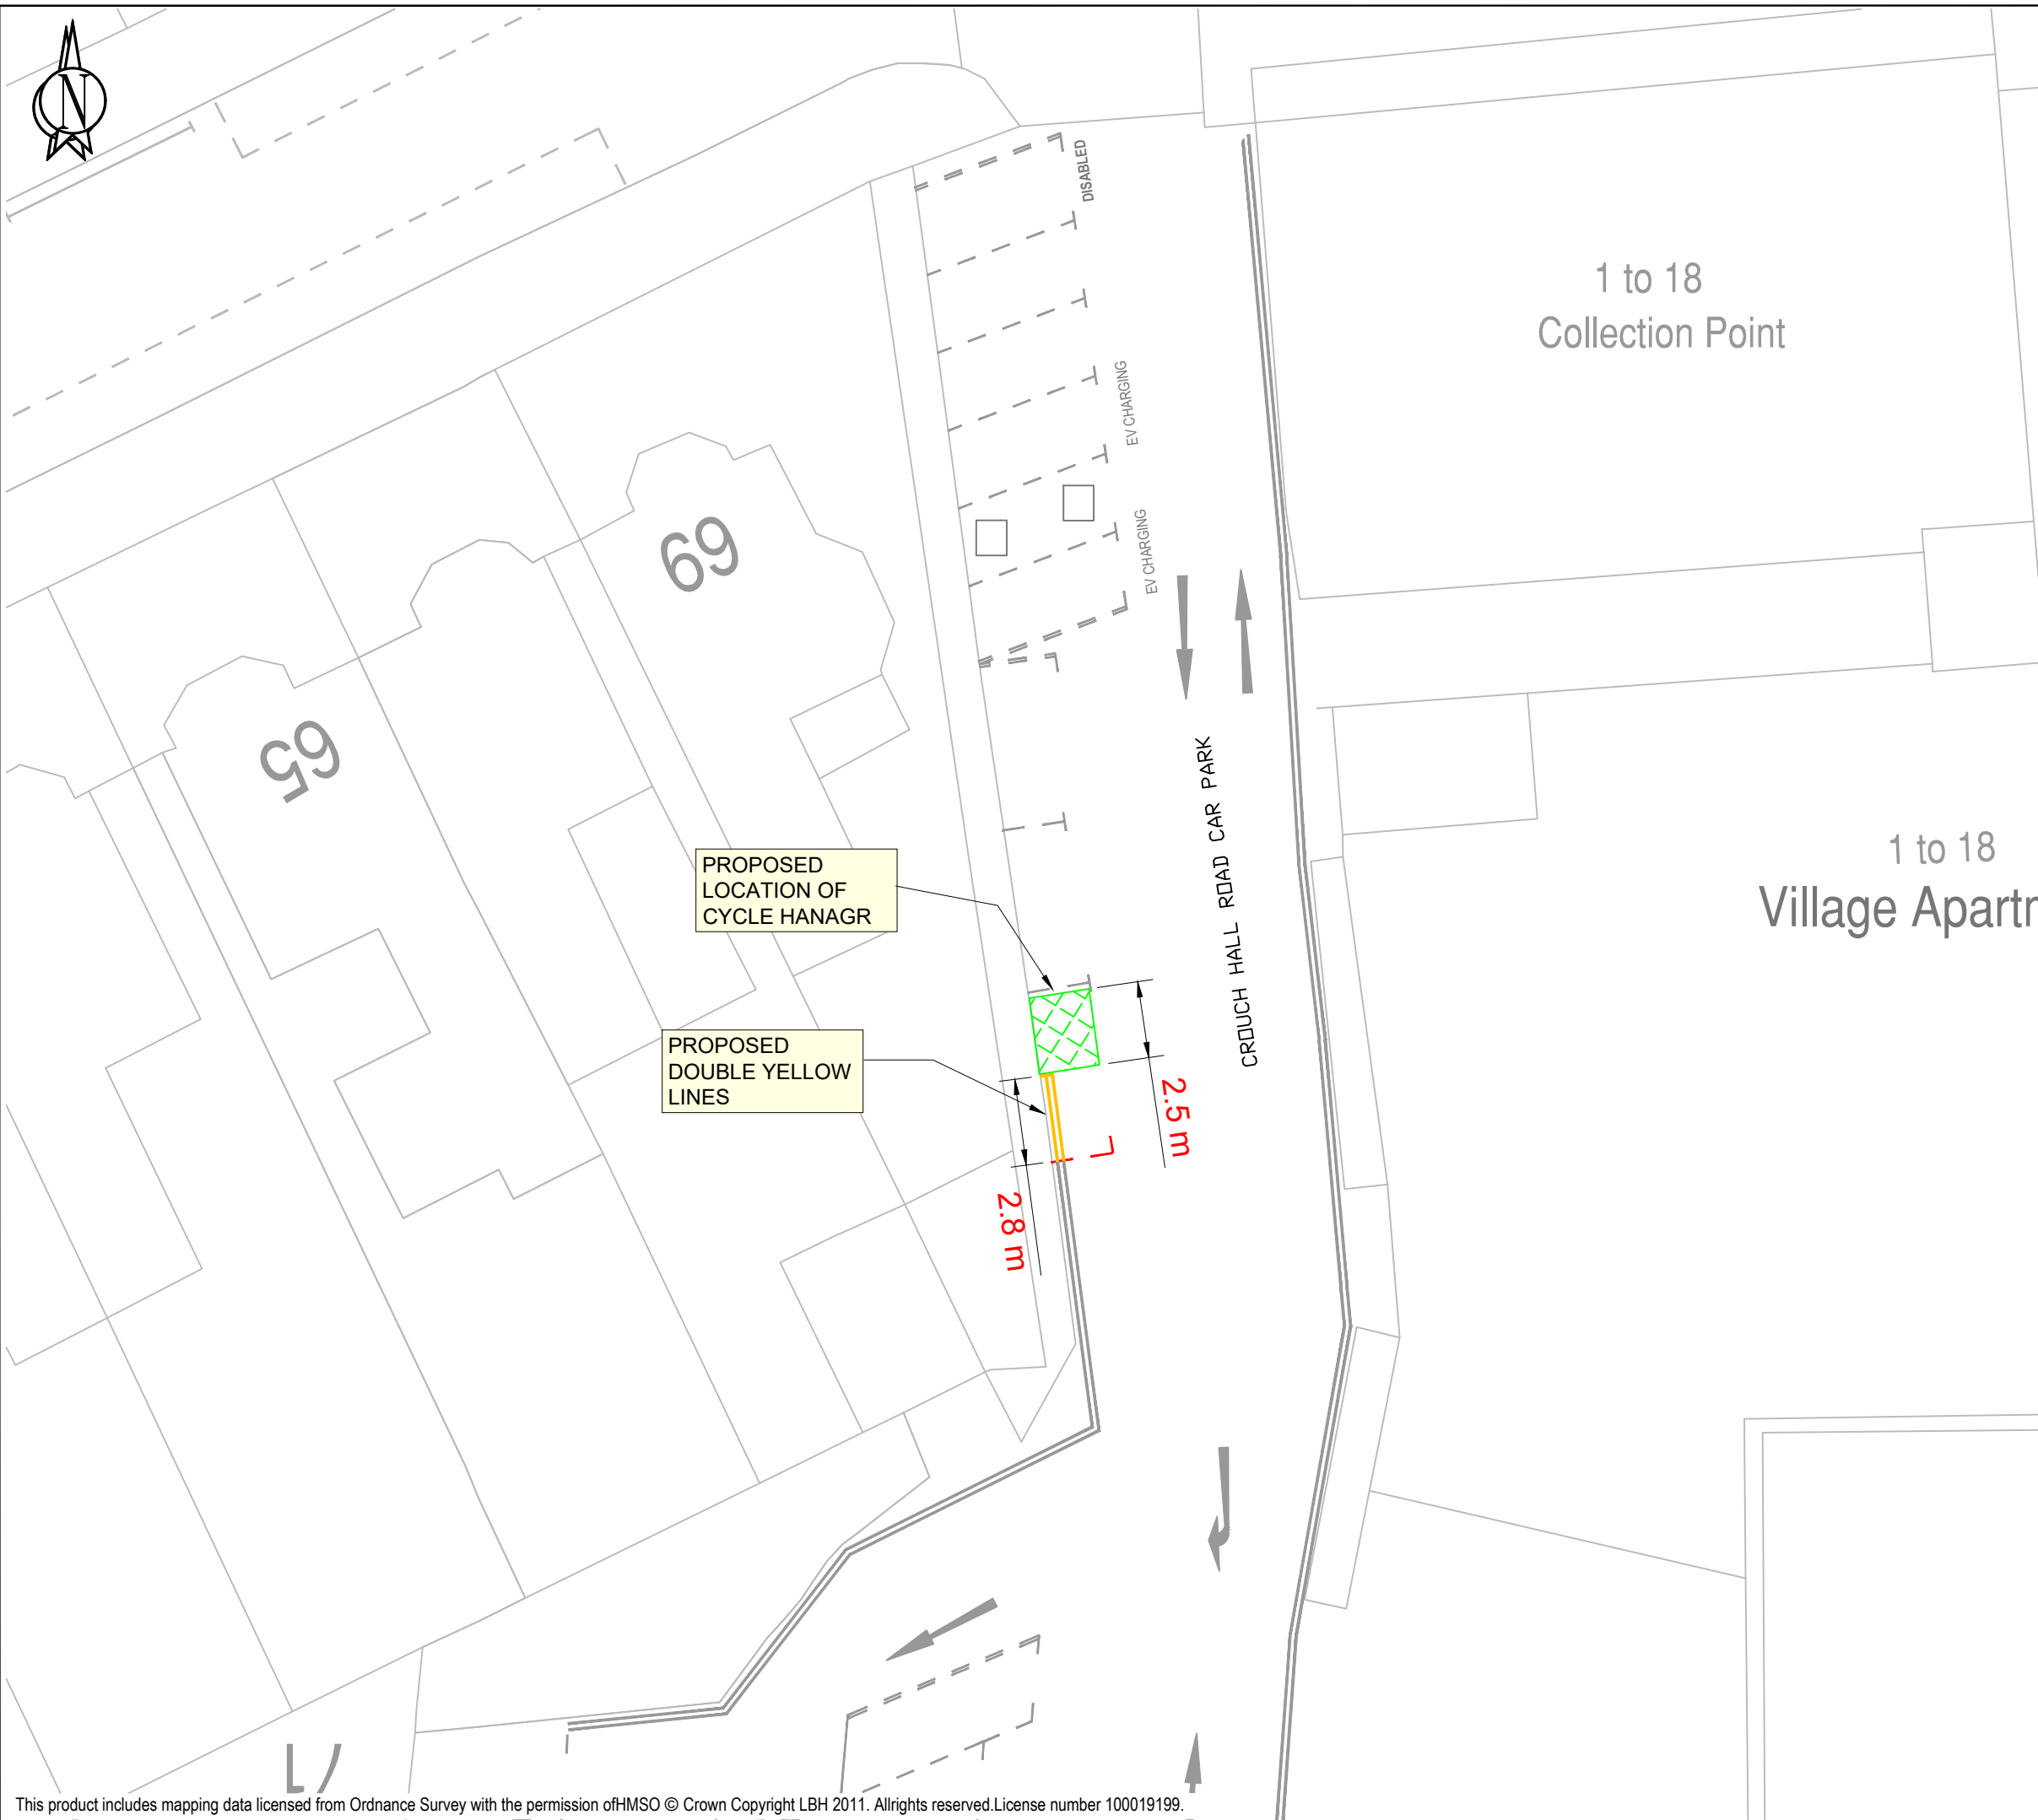 N
DISABLED
1 to 18
Collection Point
EV CHARGING
EV CHARGING
69
65
CROUCH HALL ROAD CAR PARK
1 to 18
Village Apartm
PROPOSED
LOCATION OF
CYCLE HANAGR
PROPOSED
DOUBLE YELLOW
LINES
2.5 m
2.8 m
This product includes mapping data licensed from Ordnance Survey with the permission ofHMSO © Crown Copyright LBH 2011. Allrights reserved.License number 100019199.